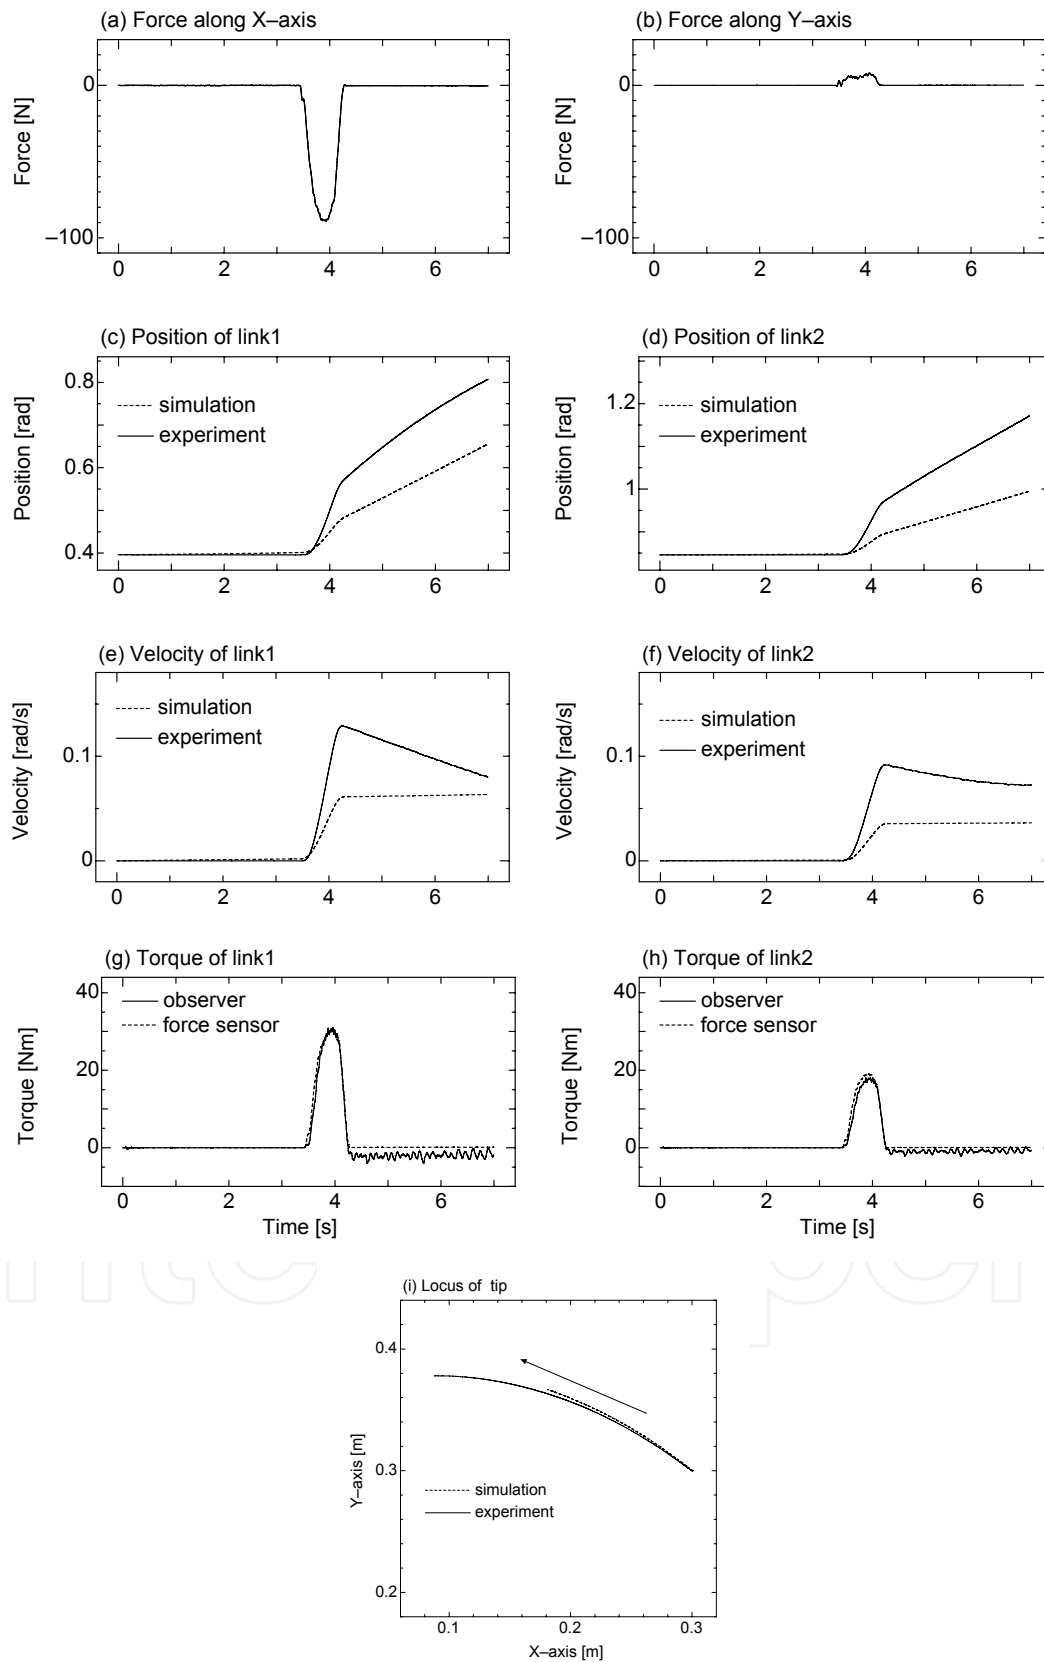 (a) Force along X–axis
(b) Force along Y–axis
Force [N]
0
–100
0 2 4 6
Force [N]
0
–100
0 2 4 6
(c) Position of link1
(d) Position of link2
Position [rad]
0.8
0.6
0.4
simulation
experiment
0 2 4 6
Position [rad]
1.2
1
simulation
experiment
0 2 4 6
(e) Velocity of link1
(f) Velocity of link2
Velocity [rad/s]
0.1
0
simulation
experiment
0 2 4 6
Velocity [rad/s]
0.1
0
simulation
experiment
0 2 4 6
(g) Torque of link1
(h) Torque of link2
Torque [Nm]
40
20
0
observer
force sensor
0 2 4 6
Time [s]
Torque [Nm]
40
20
0
observer
force sensor
0 2 4 6
Time [s]
(i) Locus of tip
Y–axis [m]
0.4
0.3
0.2
simulation
experiment
0.1 0.2 0.3
X–axis [m]